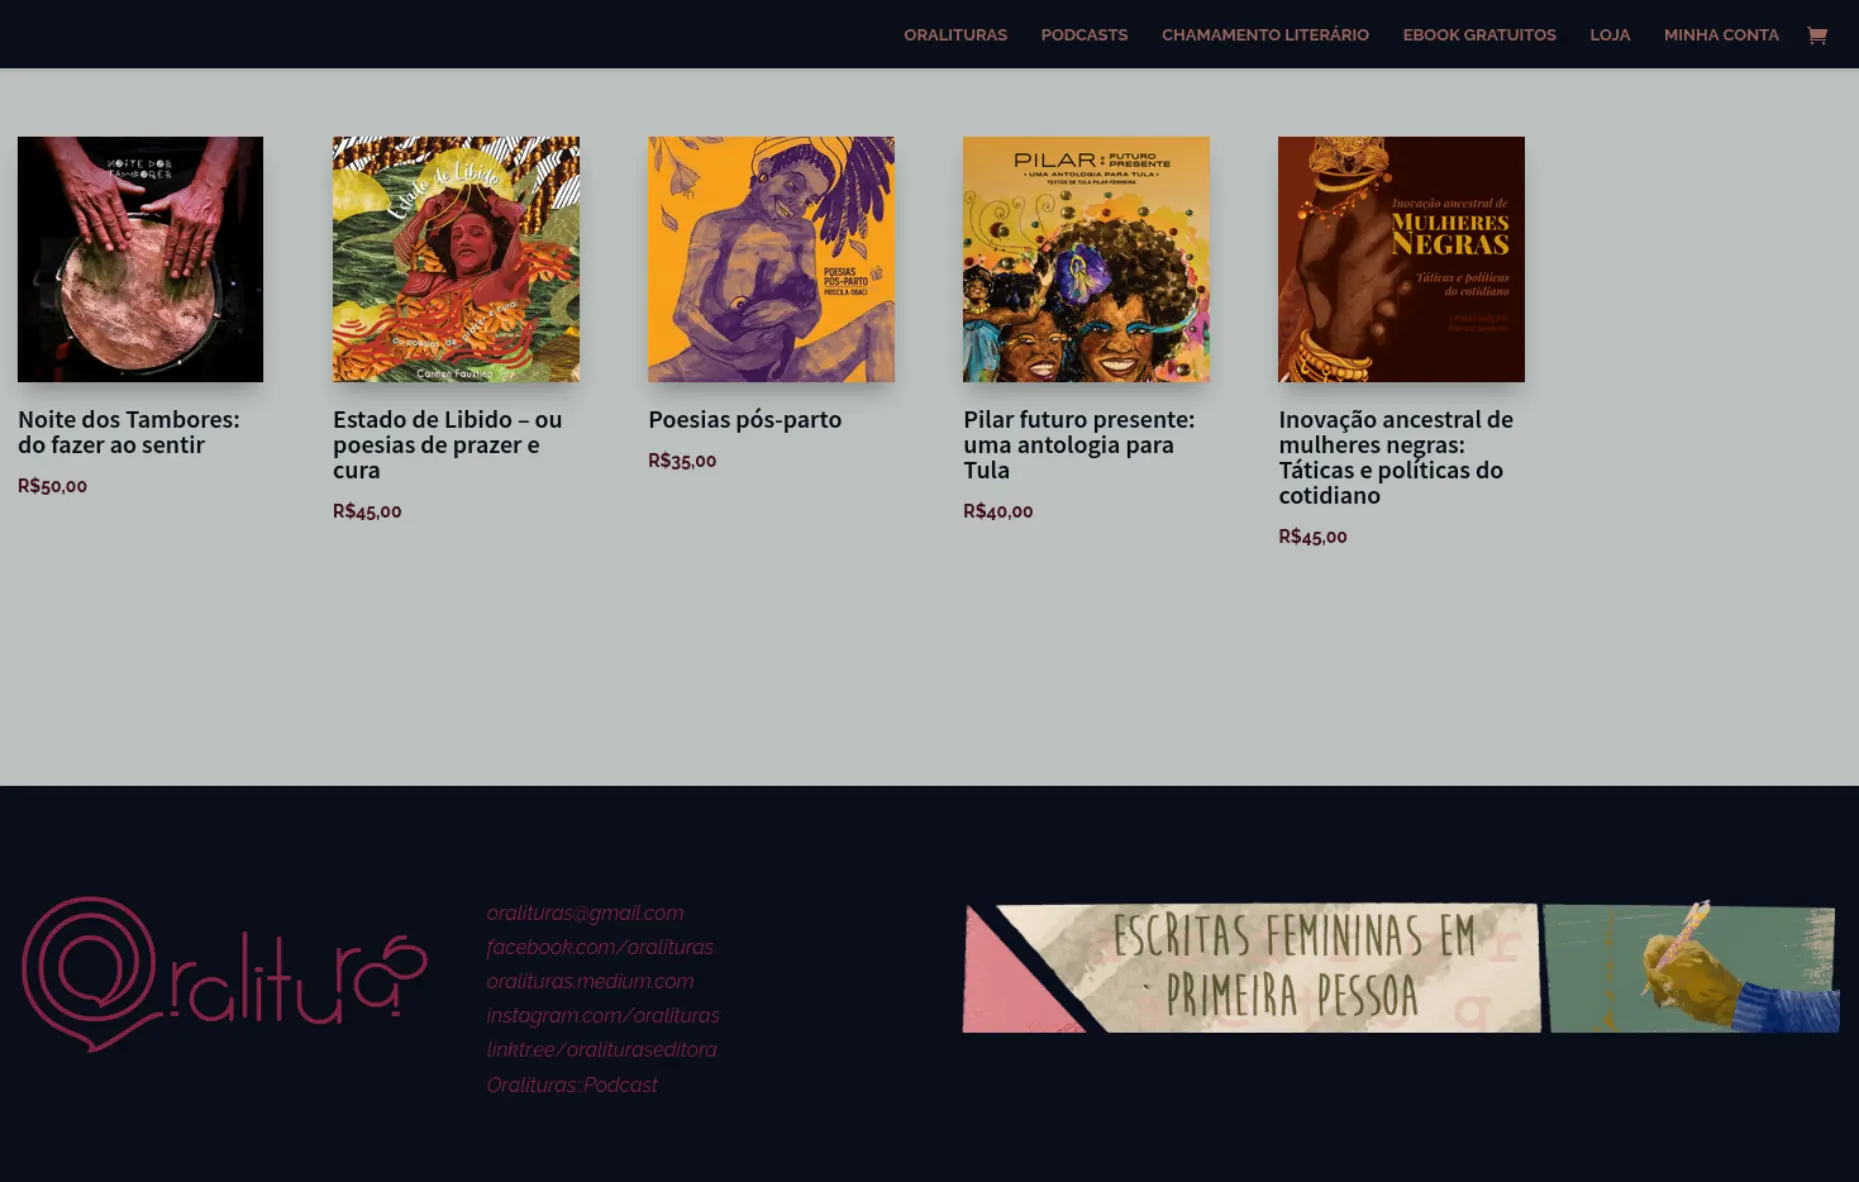 ORALITURAS PODCASTS CHAMAMENTO LITERÁRIO EBOOK GRATUITOS LOJA MINHA CONTA
NOITE DOS
TAMBORES
Estado de Libido
ou poesias de prazer e cura
Carmen Faustino
POESIAS
PÓS-PARTO
PRISCILA OBACI
PILAR: FUTURO
PRESENTE
• UMA ANTOLOGIA PARA TULA •
TEXTOS DE TULA PILAR FERREIRA
Inovação ancestral de
MULHERES
NEGRAS
Táticas e políticas
do cotidiano
Noite dos Tambores:
do fazer ao sentir
R$50,00
Estado de Libido – ou
poesias de prazer e
cura
R$45,00
Poesias pós-parto
R$35,00
Pilar futuro presente:
uma antologia para
Tula
R$40,00
Inovação ancestral de
mulheres negras:
Táticas e políticas do
cotidiano
R$45,00
Oralituras
oralituras@gmail.com
facebook.com/oralituras
oralituras.medium.com
instagram.com/oralituras
linktr.ee/oralituraseditora
Oralituras::Podcast
ESCRITAS FEMININAS EM
PRIMEIRA PESSOA